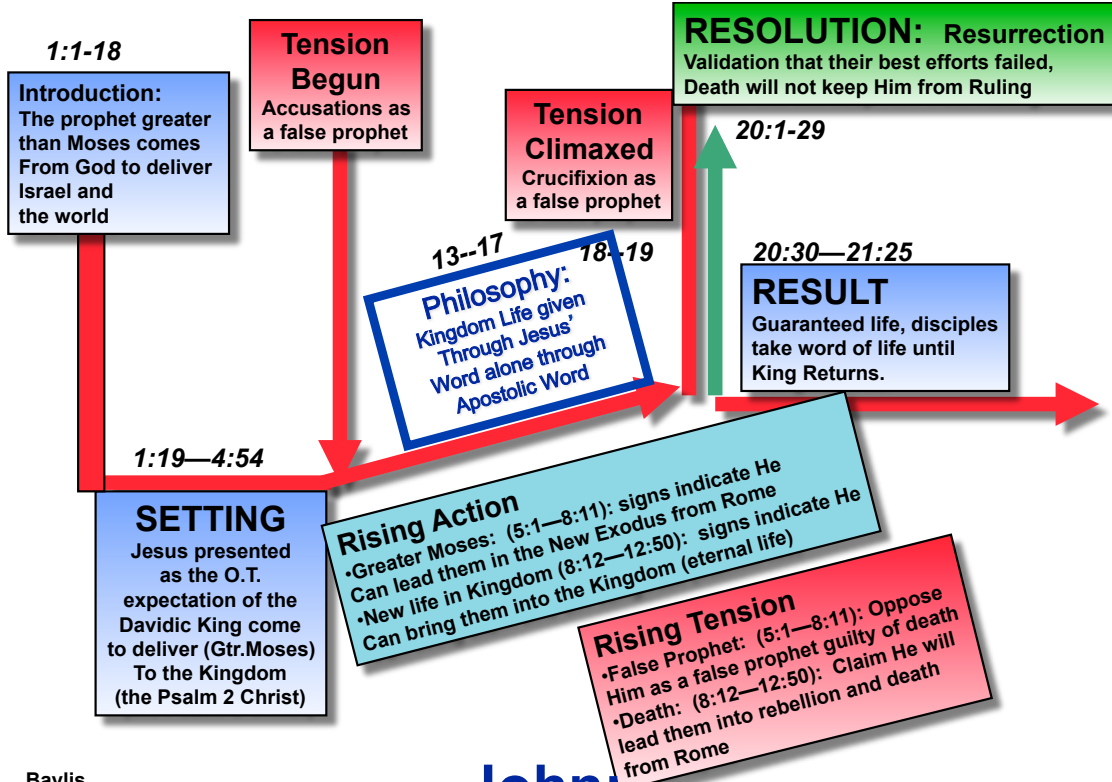 1:1-18
Introduction:
The prophet greater
than Moses comes
From God to deliver
Israel and
the world
Tension
Begun
Accusations as
a false prophet
RESOLUTION: Resurrection
Validation that their best efforts failed,
Death will not keep Him from Ruling
Tension
Climaxed
Crucifixion as
a false prophet
20:1-29
13--17
18--19
Philosophy:
Kingdom Life given
Through Jesus’
Word alone through
Apostolic Word
20:30—21:25
RESULT
Guaranteed life, disciples
take word of life until
King Returns.
1:19—4:54
SETTING
Jesus presented
as the O.T.
expectation of the
Davidic King come
to deliver (Gtr.Moses)
To the Kingdom
(the Psalm 2 Christ)
Rising Action
•Greater Moses: (5:1—8:11): signs indicate He
Can lead them in the New Exodus from Rome
•New life in Kingdom (8:12—12:50): signs indicate He
Can bring them into the Kingdom (eternal life)
Rising Tension
•False Prophet: (5:1—8:11): Oppose
Him as a false prophet guilty of death
•Death: (8:12—12:50): Claim He will
lead them into rebellion and death
from Rome
Baylis
John